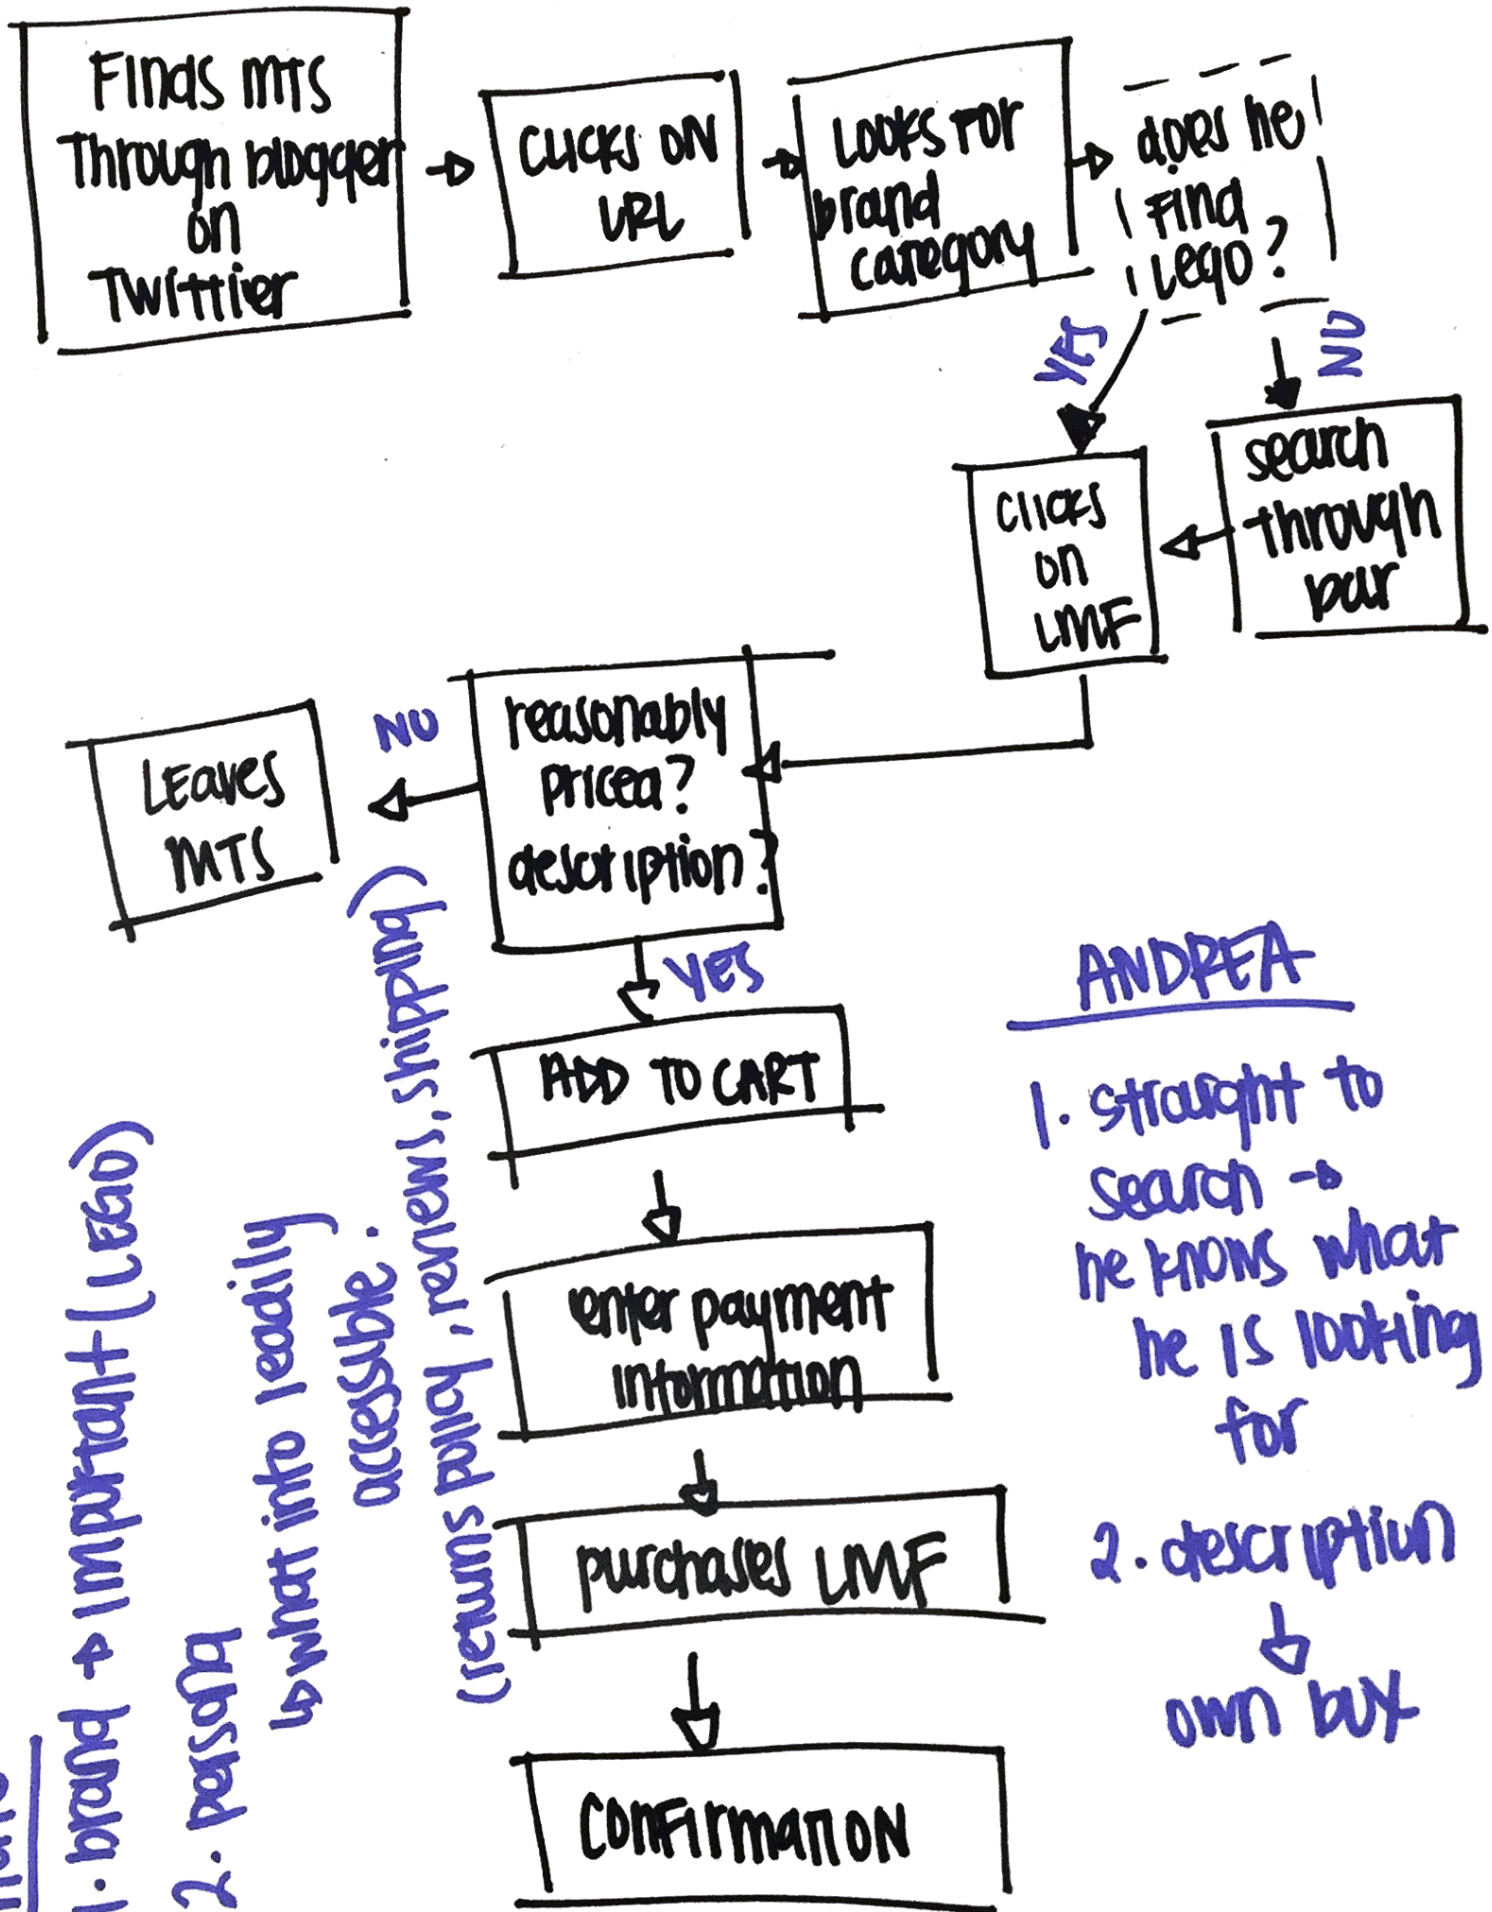 Finds MTS
Through blogger
on
Twittier
CLICKS ON
URL
LOOKS FOR
brand
category
does he
Find
Lego?
YES
NO
search
through
bar
clicks
on
LMF
reasonably
priced?
description?
NO
LEAVES
MTS
YES
ADD TO CART
enter payment
information
purchases LMF
CONFIRMATION
ANDREA
1. straight to
search →
he knows what
he is looking
for
2. description
↓
own box
1. brand → important (LEGO)
2.
↳ what info readily
accessible.
(returns policy, reviews, shipping)